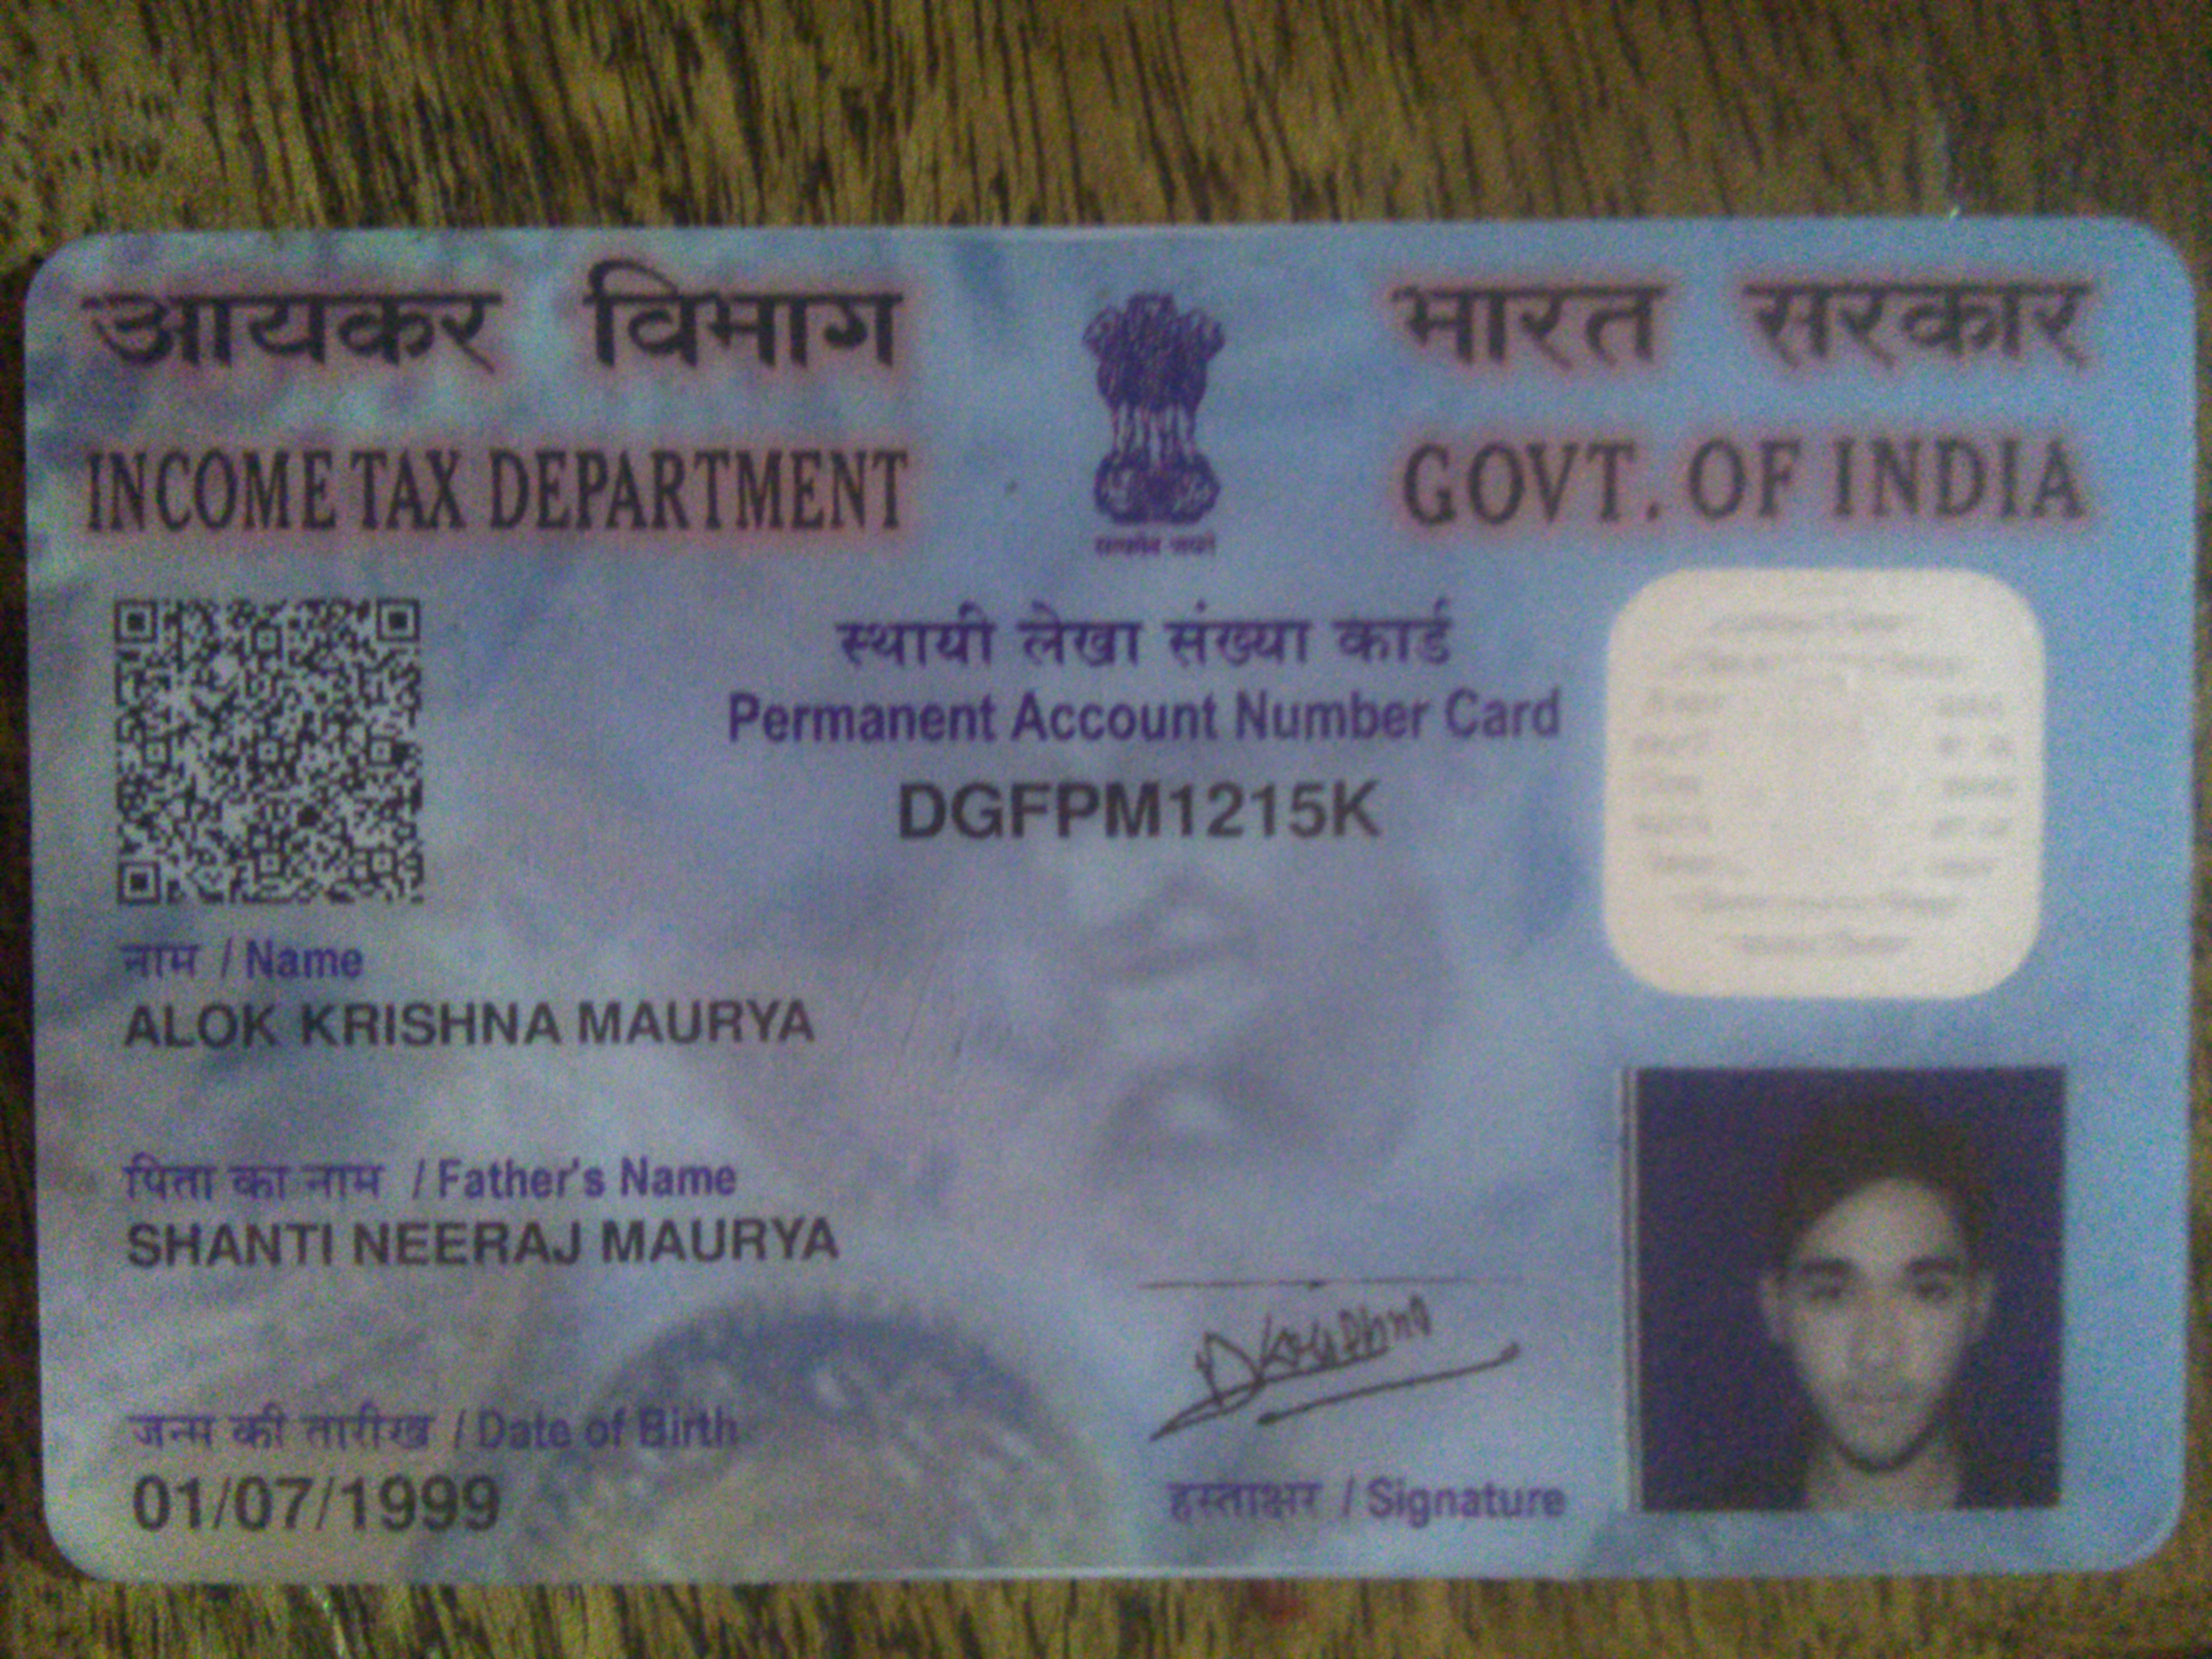 आयकर विभाग
INCOME TAX DEPARTMENT
भारत सरकार
GOVT. OF INDIA
स्थायी लेखा संख्या कार्ड
Permanent Account Number Card
DGFPM1215K
नाम / Name
ALOK KRISHNA MAURYA
पिता का नाम / Father's Name
SHANTI NEERAJ MAURYA
जन्म की तारीख / Date of Birth
01/07/1999
हस्ताक्षर / Signature